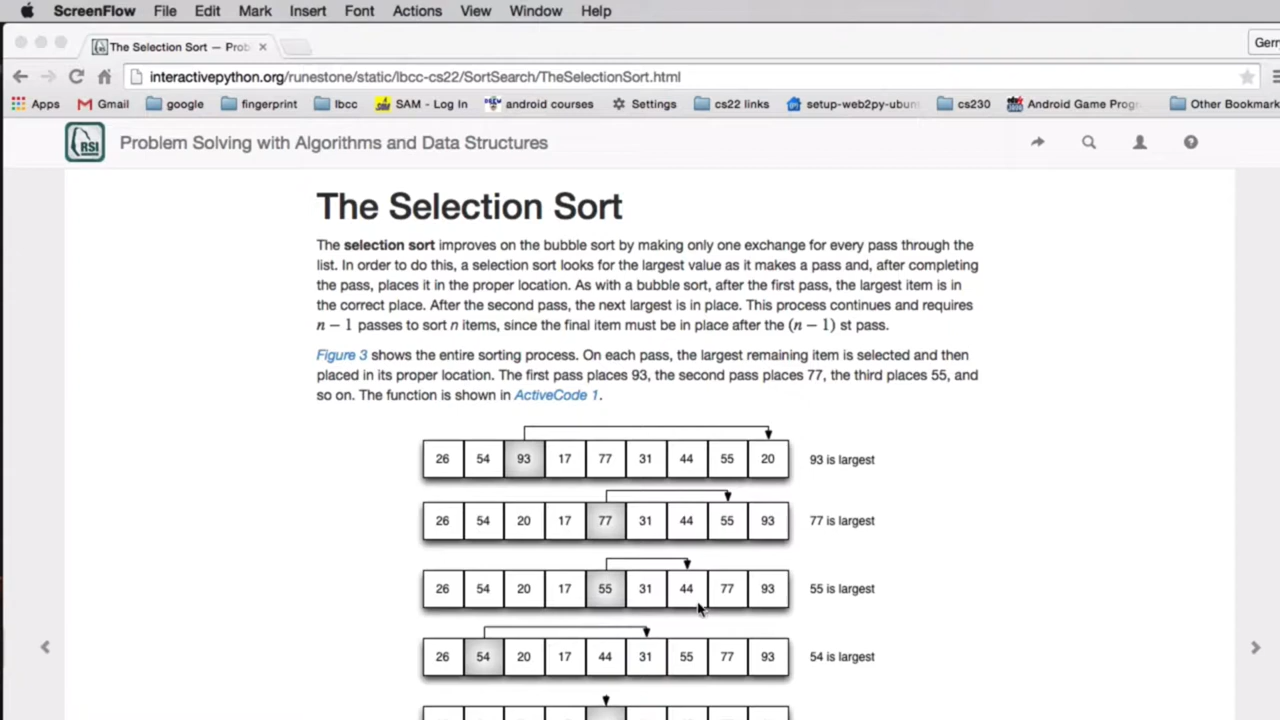 ScreenFlow File Edit Mark Insert Font Actions View Window Help
The Selection Sort — Prob
Gerry
interactivepython.org/runestone/static/lbcc-cs22/SortSearch/TheSelectionSort.html
Apps Gmail google fingerprint lbcc SAM - Log In android courses Settings cs22 links setup-web2py-ubun cs230 Android Game Progr Other Bookmark
RSI Problem Solving with Algorithms and Data Structures
The Selection Sort
The selection sort improves on the bubble sort by making only one exchange for every pass through the
list. In order to do this, a selection sort looks for the largest value as it makes a pass and, after completing
the pass, places it in the proper location. As with a bubble sort, after the first pass, the largest item is in
the correct place. After the second pass, the next largest is in place. This process continues and requires
n − 1 passes to sort n items, since the final item must be in place after the (n − 1) st pass.
Figure 3 shows the entire sorting process. On each pass, the largest remaining item is selected and then
placed in its proper location. The first pass places 93, the second pass places 77, the third places 55, and
so on. The function is shown in ActiveCode 1.
26 54 93 17 77 31 44 55 20 93 is largest
26 54 20 17 77 31 44 55 93 77 is largest
26 54 20 17 55 31 44 77 93 55 is largest
26 54 20 17 44 31 55 77 93 54 is largest